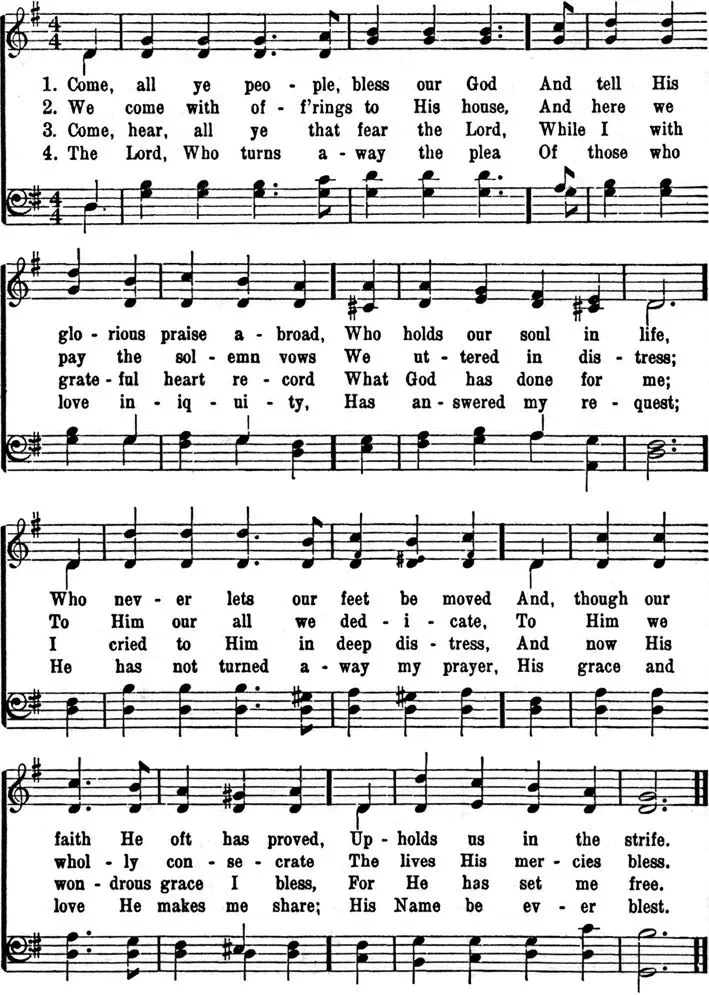 4
4
1. Come, all ye peo - ple, bless our God And tell His
2. We come with of - f'rings to His house, And here we
3. Come, hear, all ye that fear the Lord, While I with
4. The Lord, Who turns a - way the plea Of those who
4
4
glo - rious praise a - broad, Who holds our soul in life,
pay the sol - emn vows We ut - tered in dis - tress;
grate - ful heart re - cord What God has done for me;
love in - iq - ui - ty, Has an - swered my re - quest;
Who nev - er lets our feet be moved And, though our
To Him our all we ded - i - cate, To Him we
I cried to Him in deep dis - tress, And now His
He has not turned a - way my prayer, His grace and
faith He oft has proved, Up - holds us in the strife.
whol - ly con - se - crate The lives His mer - cies bless.
won - drous grace I bless, For He has set me free.
love He makes me share; His Name be ev - er blest.